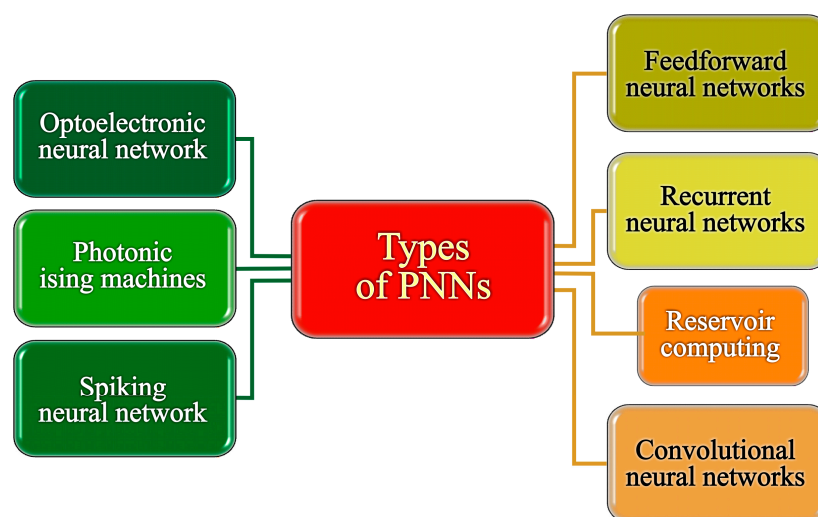 Optoelectronic
neural network
Photonic
ising machines
Spiking
neural network
Types
of PNNs
Feedforward
neural networks
Recurrent
neural networks
Reservoir
computing
Convolutional
neural networks